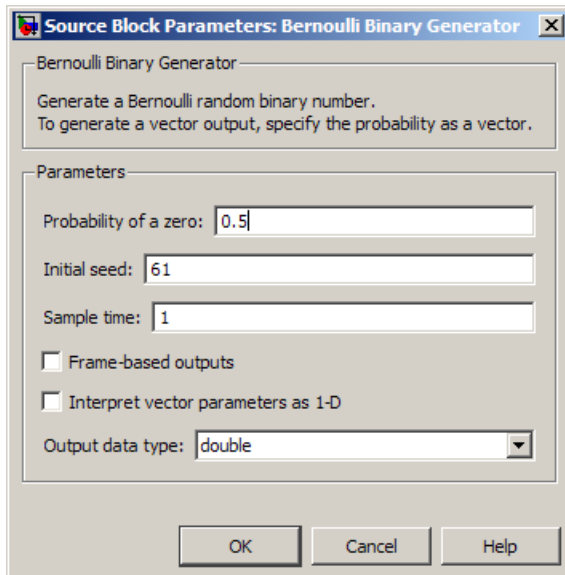 Source Block Parameters: Bernoulli Binary Generator
Bernoulli Binary Generator
Generate a Bernoulli random binary number.
To generate a vector output, specify the probability as a vector.
Parameters
Probability of a zero: 0.5
Initial seed: 61
Sample time: 1
Frame-based outputs
Interpret vector parameters as 1-D
Output data type: double
OK Cancel Help